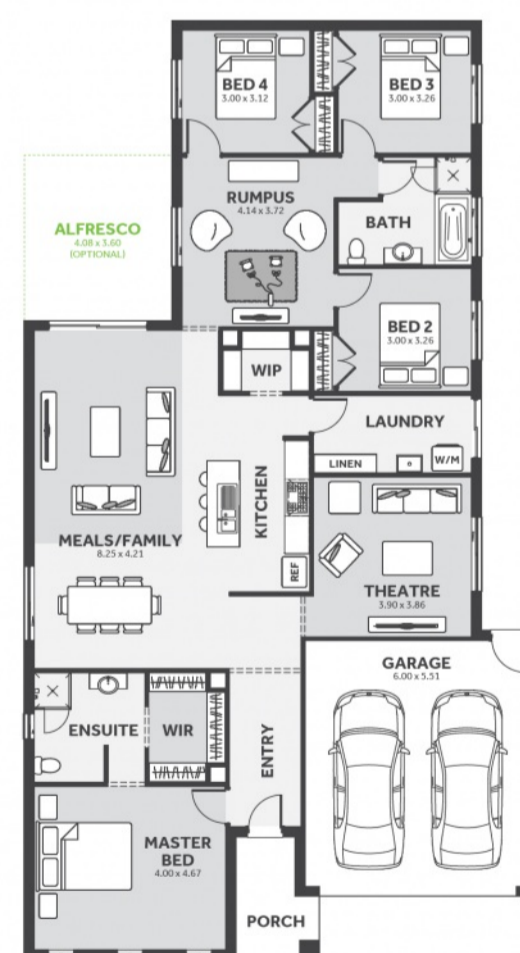 BED 4
3.00 x 3.12
BED 3
3.00 x 3.26
RUMPUS
4.14 x 3.72
BATH
ALFRESCO
4.08 x 3.60
(OPTIONAL)
BED 2
3.00 x 3.26
WIP
LAUNDRY
LINEN
W/M
KITCHEN
MEALS/FAMILY
8.25 x 4.21
REF
THEATRE
3.90 x 3.86
GARAGE
6.00 x 5.51
ENSUITE
WIR
ENTRY
MASTER
BED
4.00 x 4.67
PORCH